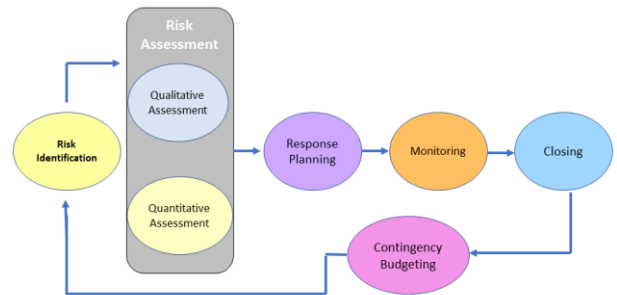 Risk
Assessment
Qualitative
Assessment
Risk
Identification
Response
Planning
Monitoring
Closing
Quantitative
Assessment
Contingency
Budgeting